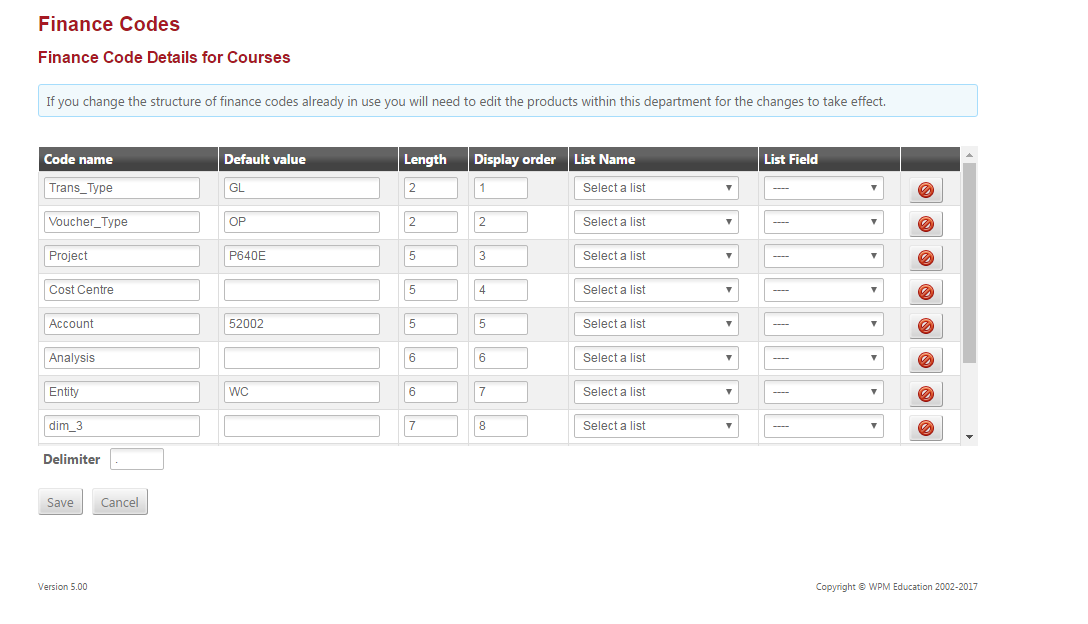 Finance Codes
Finance Code Details for Courses
If you change the structure of finance codes already in use you will need to edit the products within this department for the changes to take effect.
Code name Default value Length Display order List Name List Field
Trans_Type GL 2 1 Select a list ----
Voucher_Type OP 2 2 Select a list ----
Project P640E 5 3 Select a list ----
Cost Centre 5 4 Select a list ----
Account 52002 5 5 Select a list ----
Analysis 6 6 Select a list ----
Entity WC 6 7 Select a list ----
dim_3 7 8 Select a list ----
Delimiter .
Save Cancel
Version 5.00 Copyright © WPM Education 2002-2017